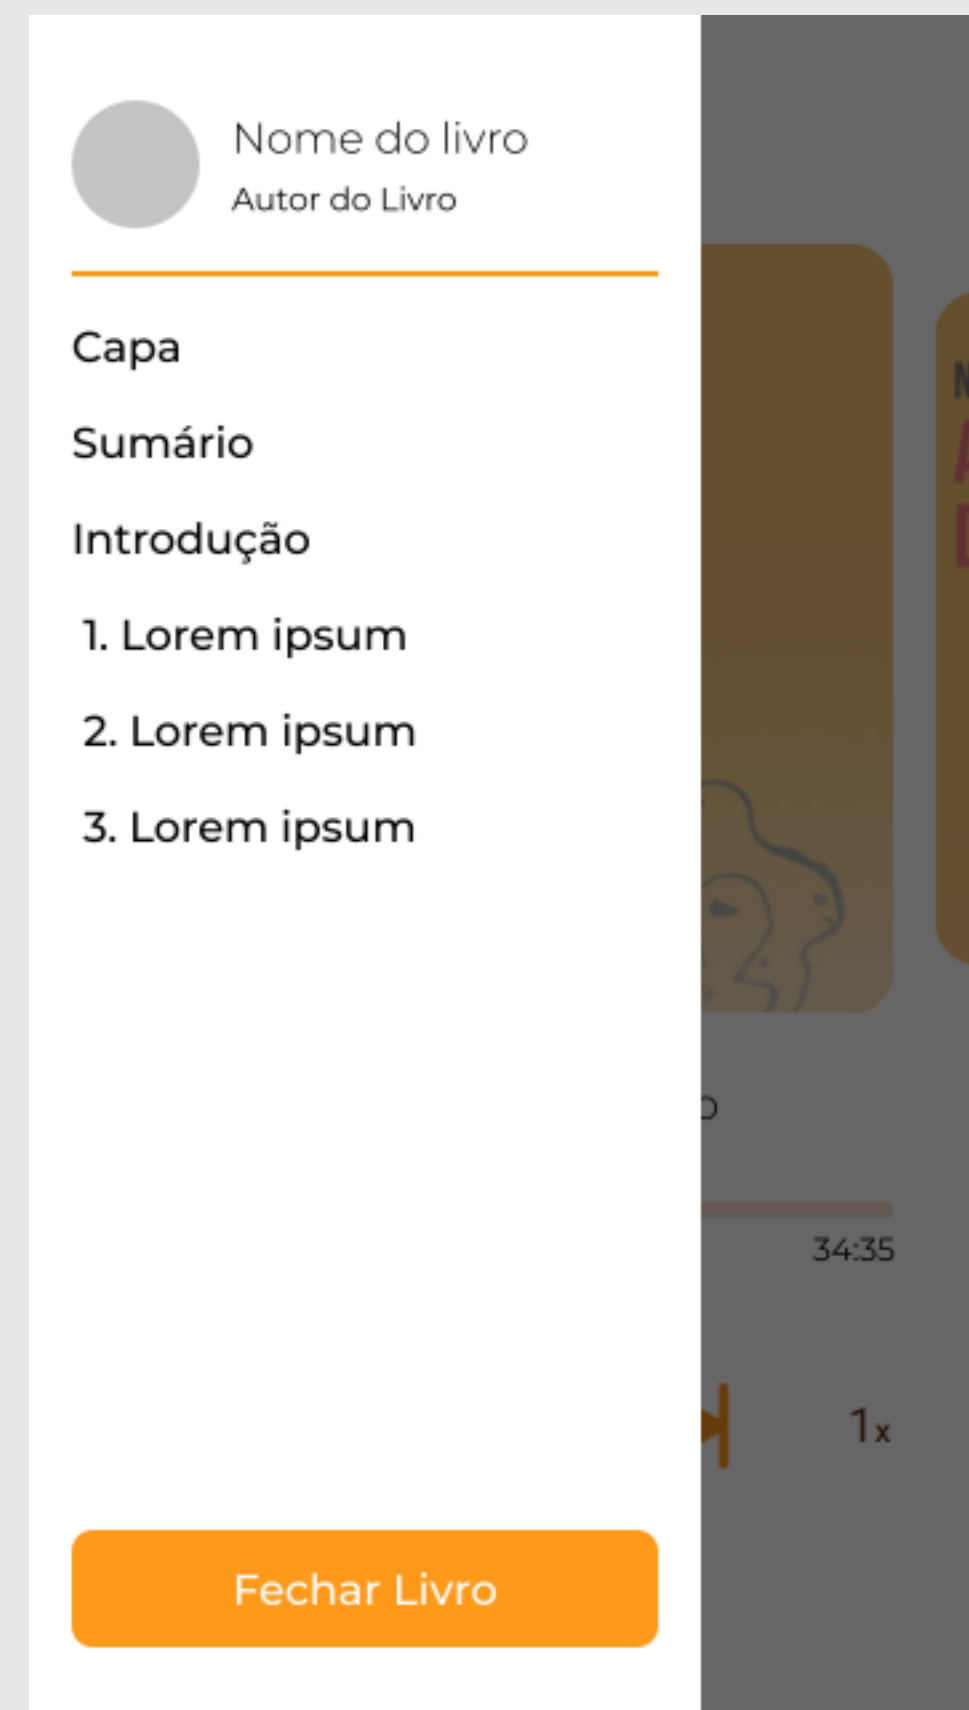 Nome do livro
Autor do Livro
Capa
Sumário
Introdução
1. Lorem ipsum
2. Lorem ipsum
3. Lorem ipsum
34:35
1x
Fechar Livro